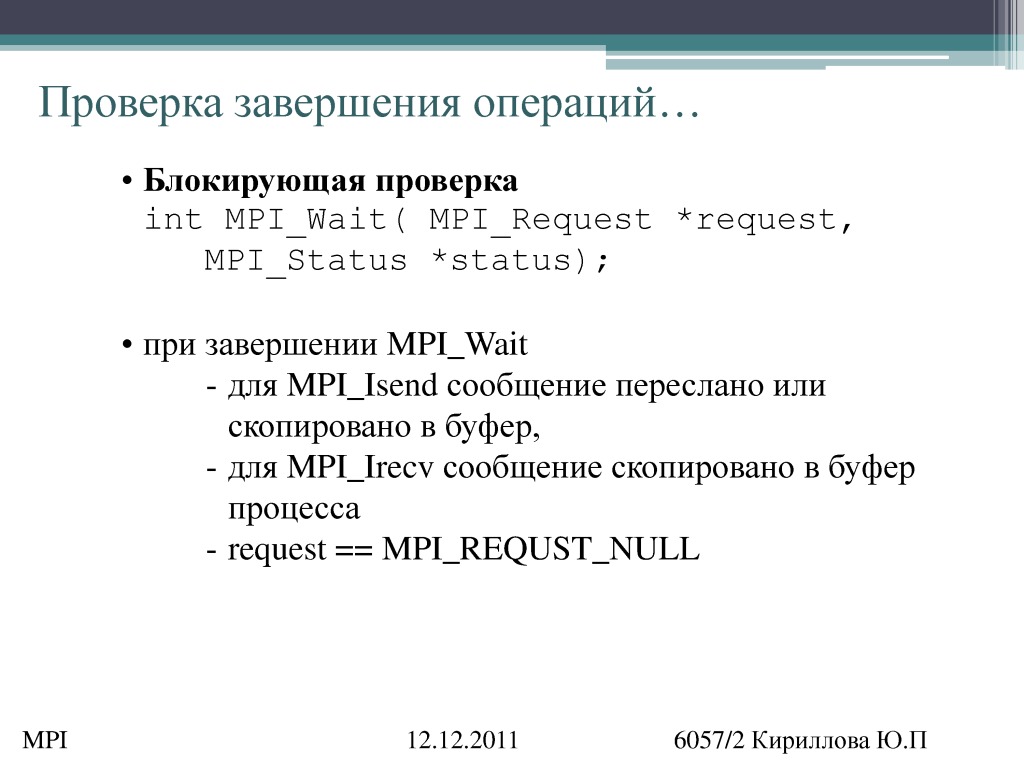 Проверка завершения операций…
• Блокирующая проверка
int MPI_Wait( MPI_Request *request,
MPI_Status *status);
• при завершении MPI_Wait
- для MPI_Isend сообщение переслано или
скопировано в буфер,
- для MPI_Irecv сообщение скопировано в буфер
процесса
- request == MPI_REQUST_NULL
MPI 12.12.2011 6057/2 Кириллова Ю.П